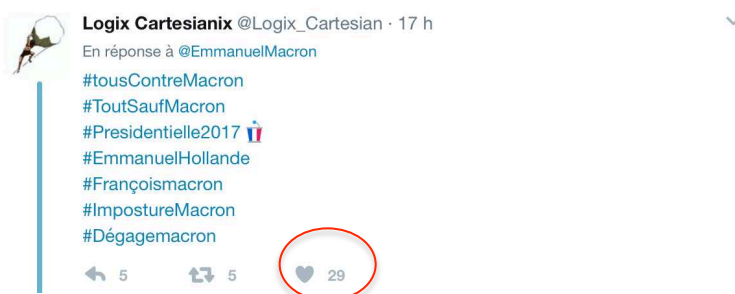 Logix Cartesianix @Logix_Cartesian · 17 h
En réponse à @EmmanuelMacron
#tousContreMacron
#ToutSaufMacron
#Presidentielle2017
#EmmanuelHollande
#Françoismacron
#ImpostureMacron
#Dégagemacron
5 5 29